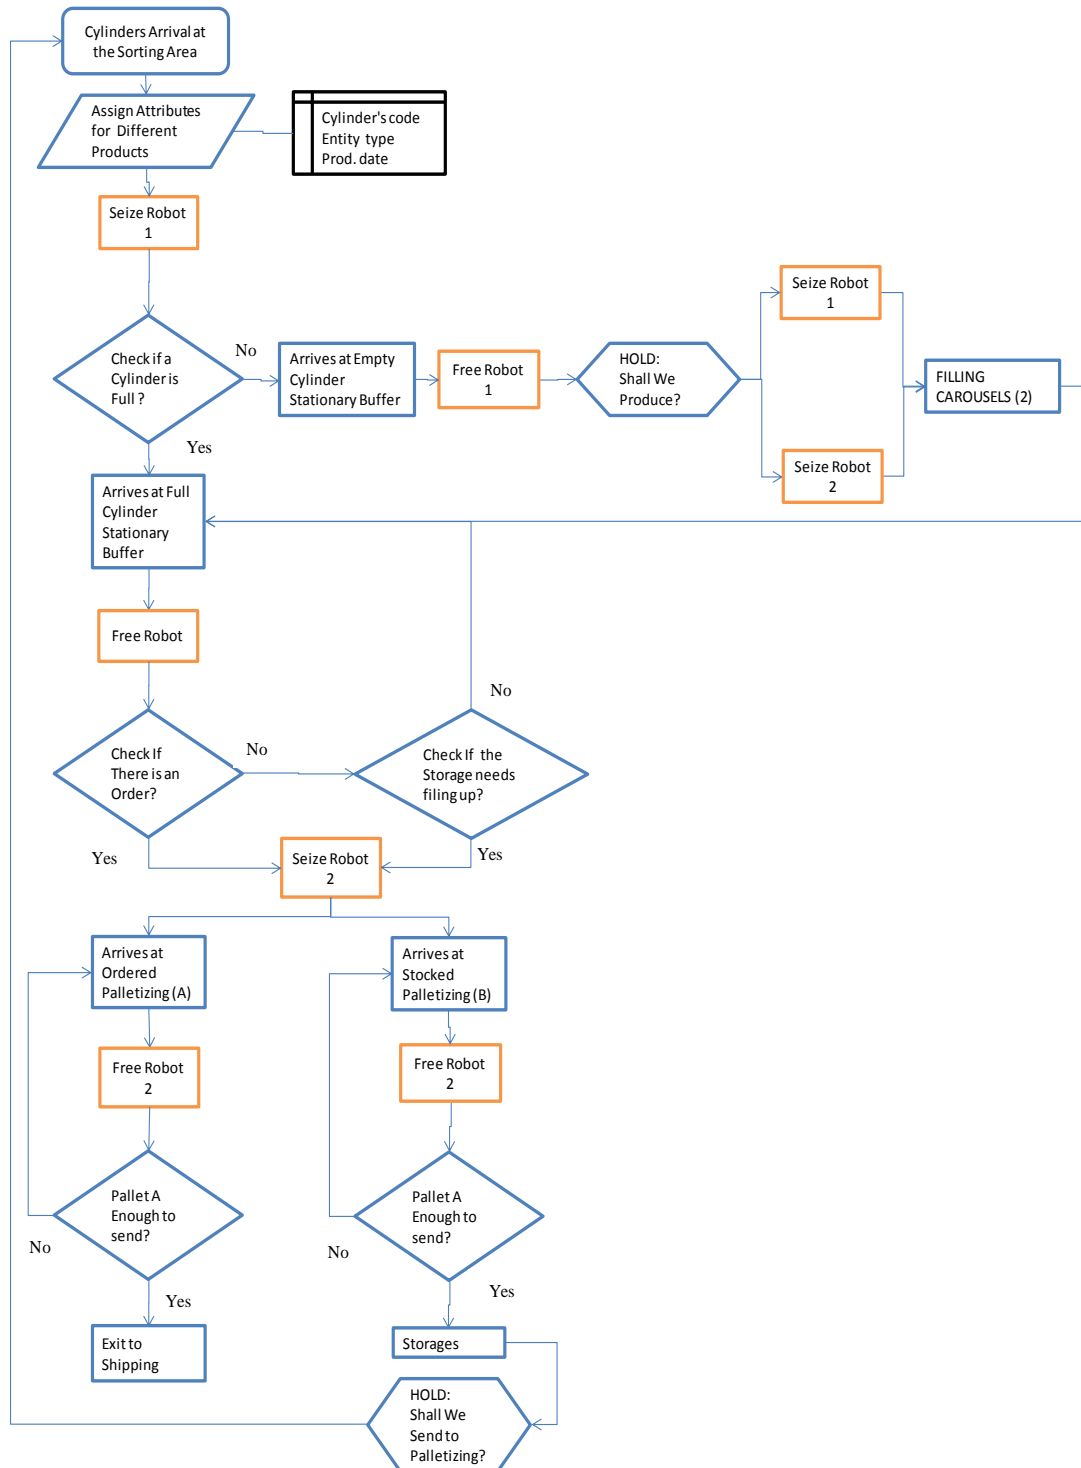 Cylinders Arrival at
the Sorting Area
Assign Attributes
for Different
Products
Cylinder's code
Entity type
Prod. date
Seize Robot
1
Check if a
Cylinder is
Full ?
No
Arrives at Empty
Cylinder
Stationary Buffer
Free Robot
1
HOLD:
Shall We
Produce?
Seize Robot
1
Seize Robot
2
FILLING
CAROUSELS (2)
Yes
Arrives at Full
Cylinder
Stationary
Buffer
Free Robot
Check If
There is an
Order?
No
Check If the
Storage needs
filing up?
No
Yes
Yes
Seize Robot
2
Arrives at
Ordered
Palletizing (A)
Arrives at
Stocked
Palletizing (B)
Free Robot
2
Free Robot
2
Pallet A
Enough to
send?
No
Yes
Pallet A
Enough to
send?
No
Yes
Exit to
Shipping
Storages
HOLD:
Shall We
Send to
Palletizing?